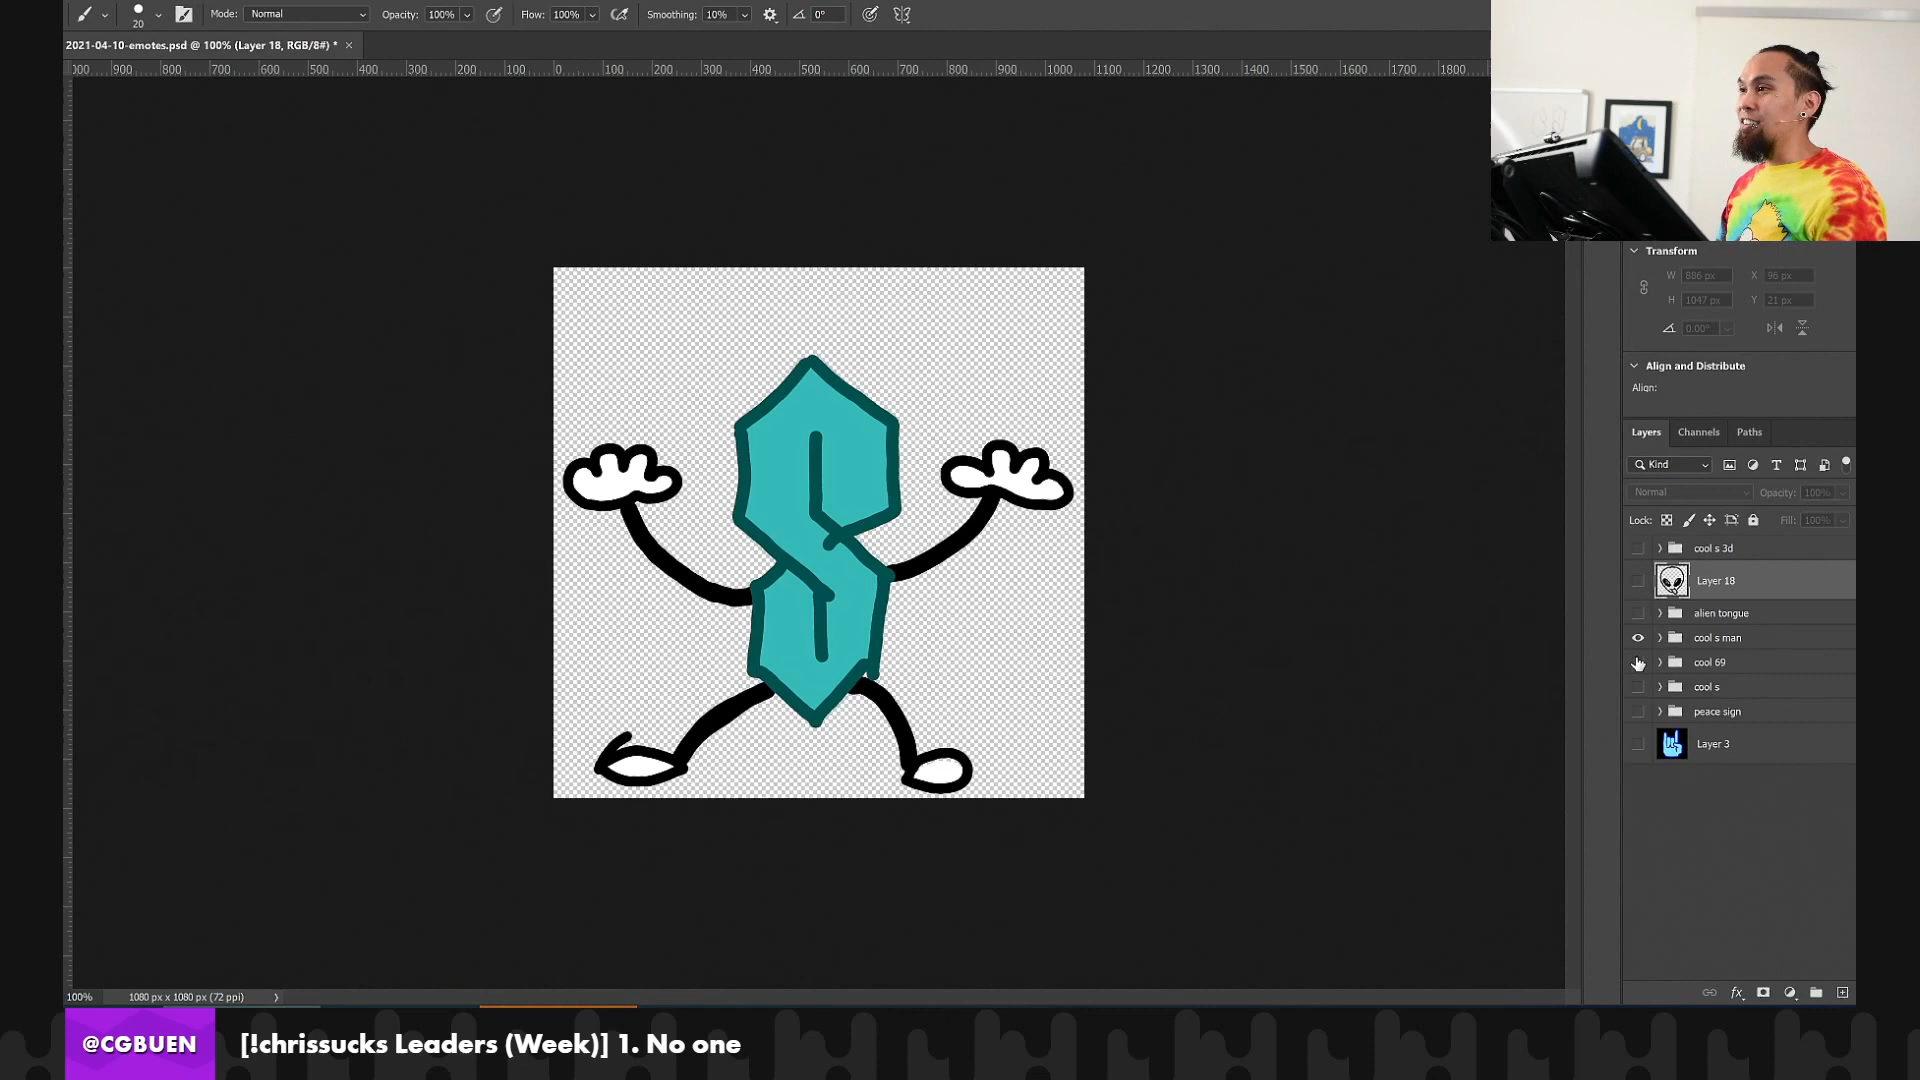 Mode: Normal Opacity: 100% Flow: 100% Smoothing: 10% 0°
20
2021-04-10-emotes.psd @ 100% (Layer 18, RGB/8#) * ×
900 800 700 600 500 400 300 200 100 0 100 200 300 400 500 600 700 800 900 1000 1100 1200 1300 1400 1500 1600 1700 1800
Transform
W 886 px X 96 px
H 1047 px Y 21 px
0.00°
Align and Distribute
Align:
Layers Channels Paths
Kind
Normal Opacity: 100%
Lock: Fill: 100%
cool s 3d
Layer 18
alien tongue
cool s man
cool 69
cool s
peace sign
Layer 3
fx
100% 1080 px x 1080 px (72 ppi)
@CGBUEN [!chrissucks Leaders (Week)] 1. No one